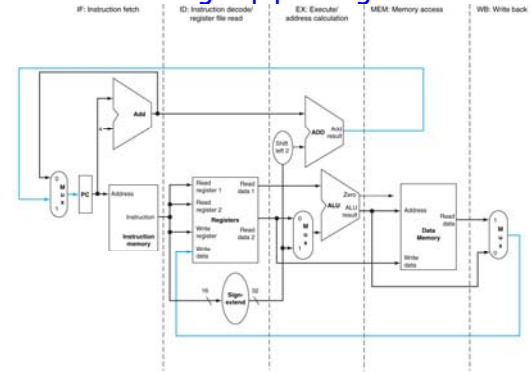 IF: Instruction fetch
ID: Instruction decode/
register file read
EX: Execute/
address calculation
MEM: Memory access
WB: Write back
Add
4
ADD
Add
result
Shift
left 2
0
M
u
x
1
PC
Address
Instruction
Instruction
memory
Read
register 1
Read
register 2
Write
register
Write
data
Registers
Read
data 1
Read
data 2
0
M
u
x
1
Zero
ALU
ALU
result
Address
Read
data
Data
Memory
Write
data
1
M
u
x
0
16
Sign-
extend
32